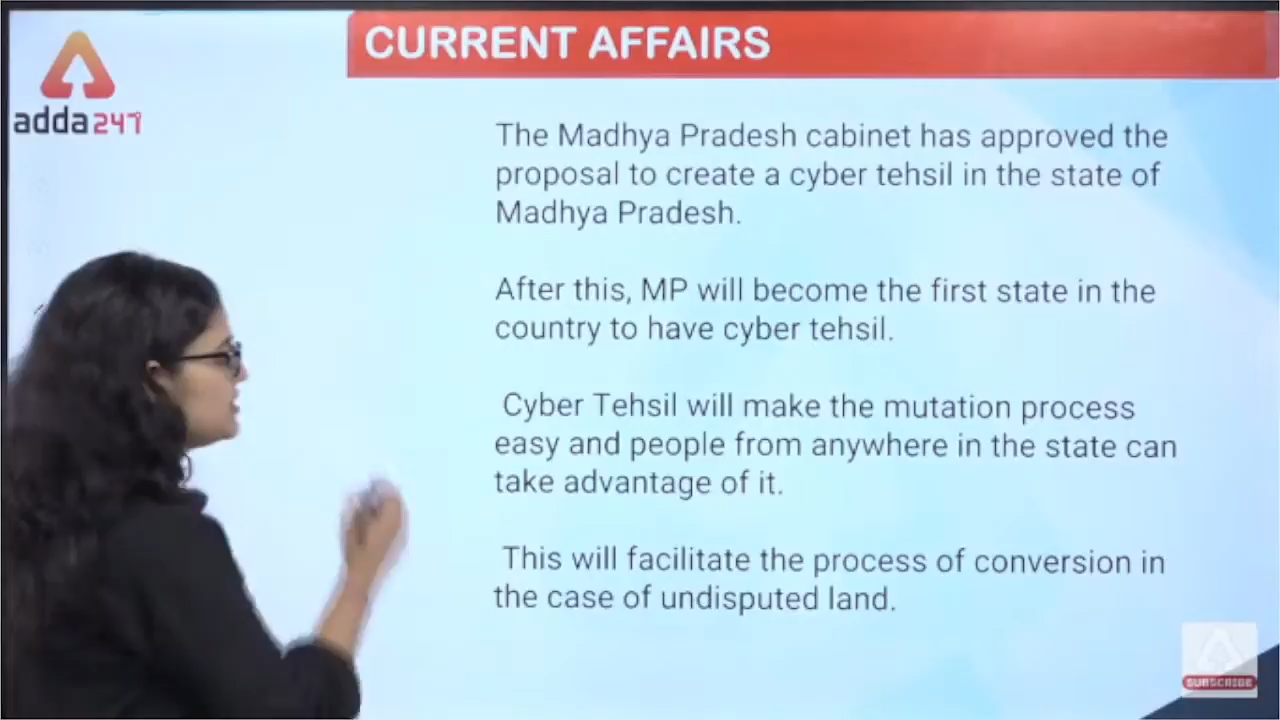 CURRENT AFFAIRS
adda247
The Madhya Pradesh cabinet has approved the
proposal to create a cyber tehsil in the state of
Madhya Pradesh.
After this, MP will become the first state in the
country to have cyber tehsil.
Cyber Tehsil will make the mutation process
easy and people from anywhere in the state can
take advantage of it.
This will facilitate the process of conversion in
the case of undisputed land.
SUBSCRIBE